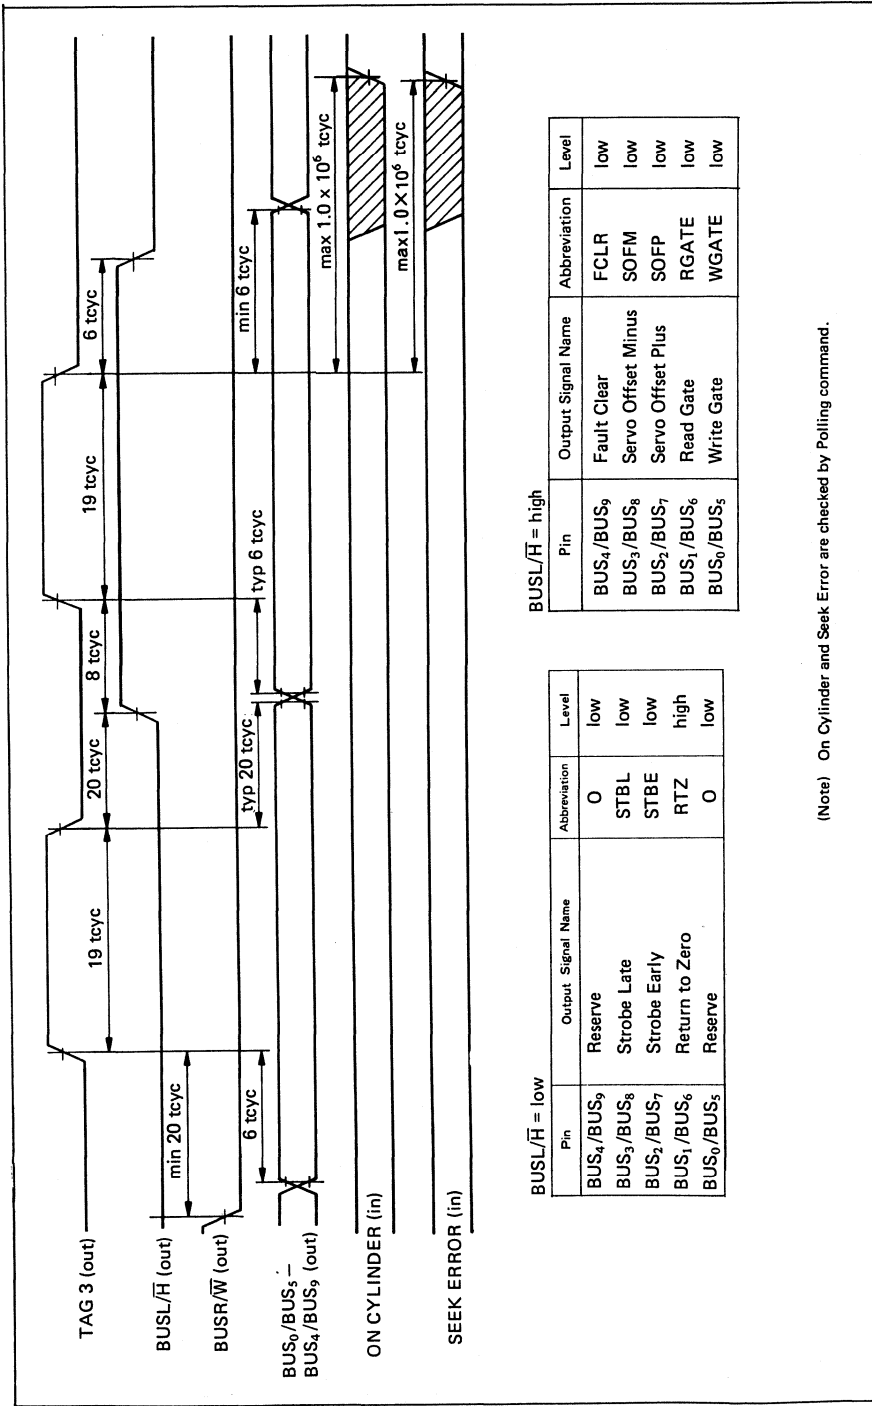 TAG 3 (out)
19 tcyc
20 tcyc
8 tcyc
19 tcyc
6 tcyc
BUSL/H̅ (out)
min 20 tcyc
BUSR/W̅ (out)
6 tcyc
typ 20 tcyc
typ 6 tcyc
min 6 tcyc
BUS₀/BUS₅ –
BUS₄/BUS₉ (out)
max 1.0 x 10⁶ tcyc
ON CYLINDER (in)
max1.0X10⁶ tcyc
SEEK ERROR (in)
BUSL/H̅ = low
Pin Output Signal Name Abbreviation Level
BUS₄/BUS₉ Reserve O low
BUS₃/BUS₈ Strobe Late STBL low
BUS₂/BUS₇ Strobe Early STBE low
BUS₁/BUS₆ Return to Zero RTZ high
BUS₀/BUS₅ Reserve O low
BUSL/H̅ = high
Pin Output Signal Name Abbreviation Level
BUS₄/BUS₉ Fault Clear FCLR low
BUS₃/BUS₈ Servo Offset Minus SOFM low
BUS₂/BUS₇ Servo Offset Plus SOFP low
BUS₁/BUS₆ Read Gate RGATE low
BUS₀/BUS₅ Write Gate WGATE low
(Note) On Cylinder and Seek Error are checked by Polling command.